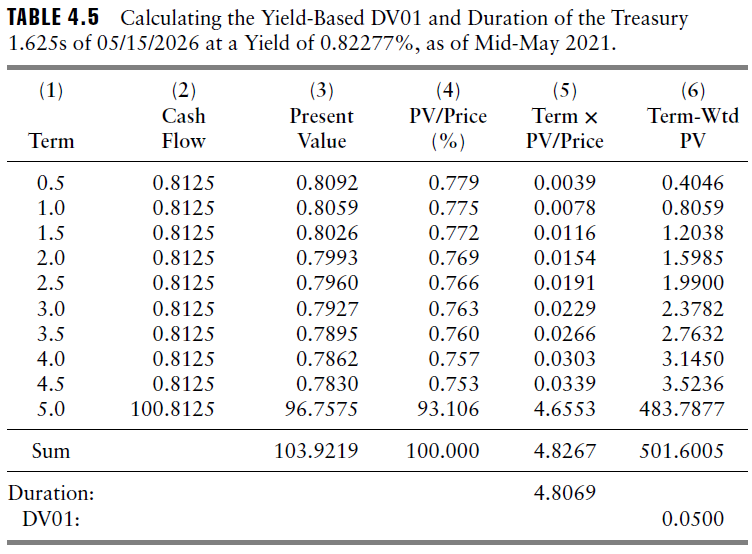 TABLE 4.5 Calculating the Yield-Based DV01 and Duration of the Treasury
1.625s of 05/15/2026 at a Yield of 0.82277%, as of Mid-May 2021.
(1) (2) (3) (4) (5) (6)
Cash Present PV/Price Term × Term-Wtd
Term Flow Value (%) PV/Price PV
0.5 0.8125 0.8092 0.779 0.0039 0.4046
1.0 0.8125 0.8059 0.775 0.0078 0.8059
1.5 0.8125 0.8026 0.772 0.0116 1.2038
2.0 0.8125 0.7993 0.769 0.0154 1.5985
2.5 0.8125 0.7960 0.766 0.0191 1.9900
3.0 0.8125 0.7927 0.763 0.0229 2.3782
3.5 0.8125 0.7895 0.760 0.0266 2.7632
4.0 0.8125 0.7862 0.757 0.0303 3.1450
4.5 0.8125 0.7830 0.753 0.0339 3.5236
5.0 100.8125 96.7575 93.106 4.6553 483.7877
Sum 103.9219 100.000 4.8267 501.6005
Duration: 4.8069
DV01: 0.0500